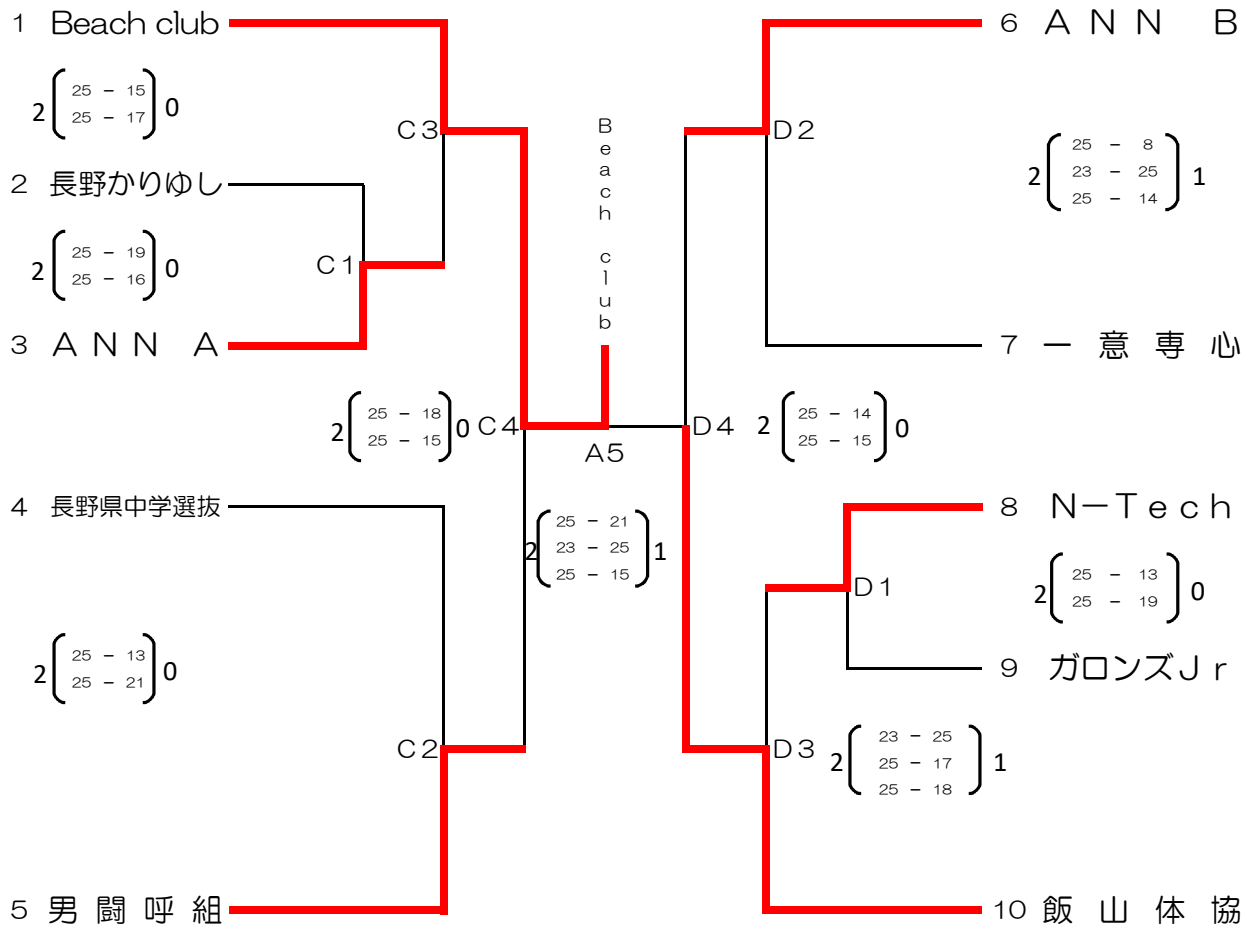 1 Beach club
2 25 － 15 0
25 － 17
C3
2 長野かりゆし
2 25 － 19 0
25 － 16
C1
3 ＡＮＮ Ａ
2 25 － 18 0
25 － 15
C4
4 長野県中学選抜
2 25 － 13 0
25 － 21
C2
5 男闘呼組
Beach club
A5
2 25 － 21 1
23 － 25
25 － 15
6 ＡＮＮ Ｂ
D2
2 25 － 8 1
23 － 25
25 － 14
7 一意専心
D4
2 25 － 14 0
25 － 15
8 Ｎ－Ｔｅｃｈ
D1
2 25 － 13 0
25 － 19
9 ガロンズＪｒ
D3
2 23 － 25 1
25 － 17
25 － 18
10 飯山体協